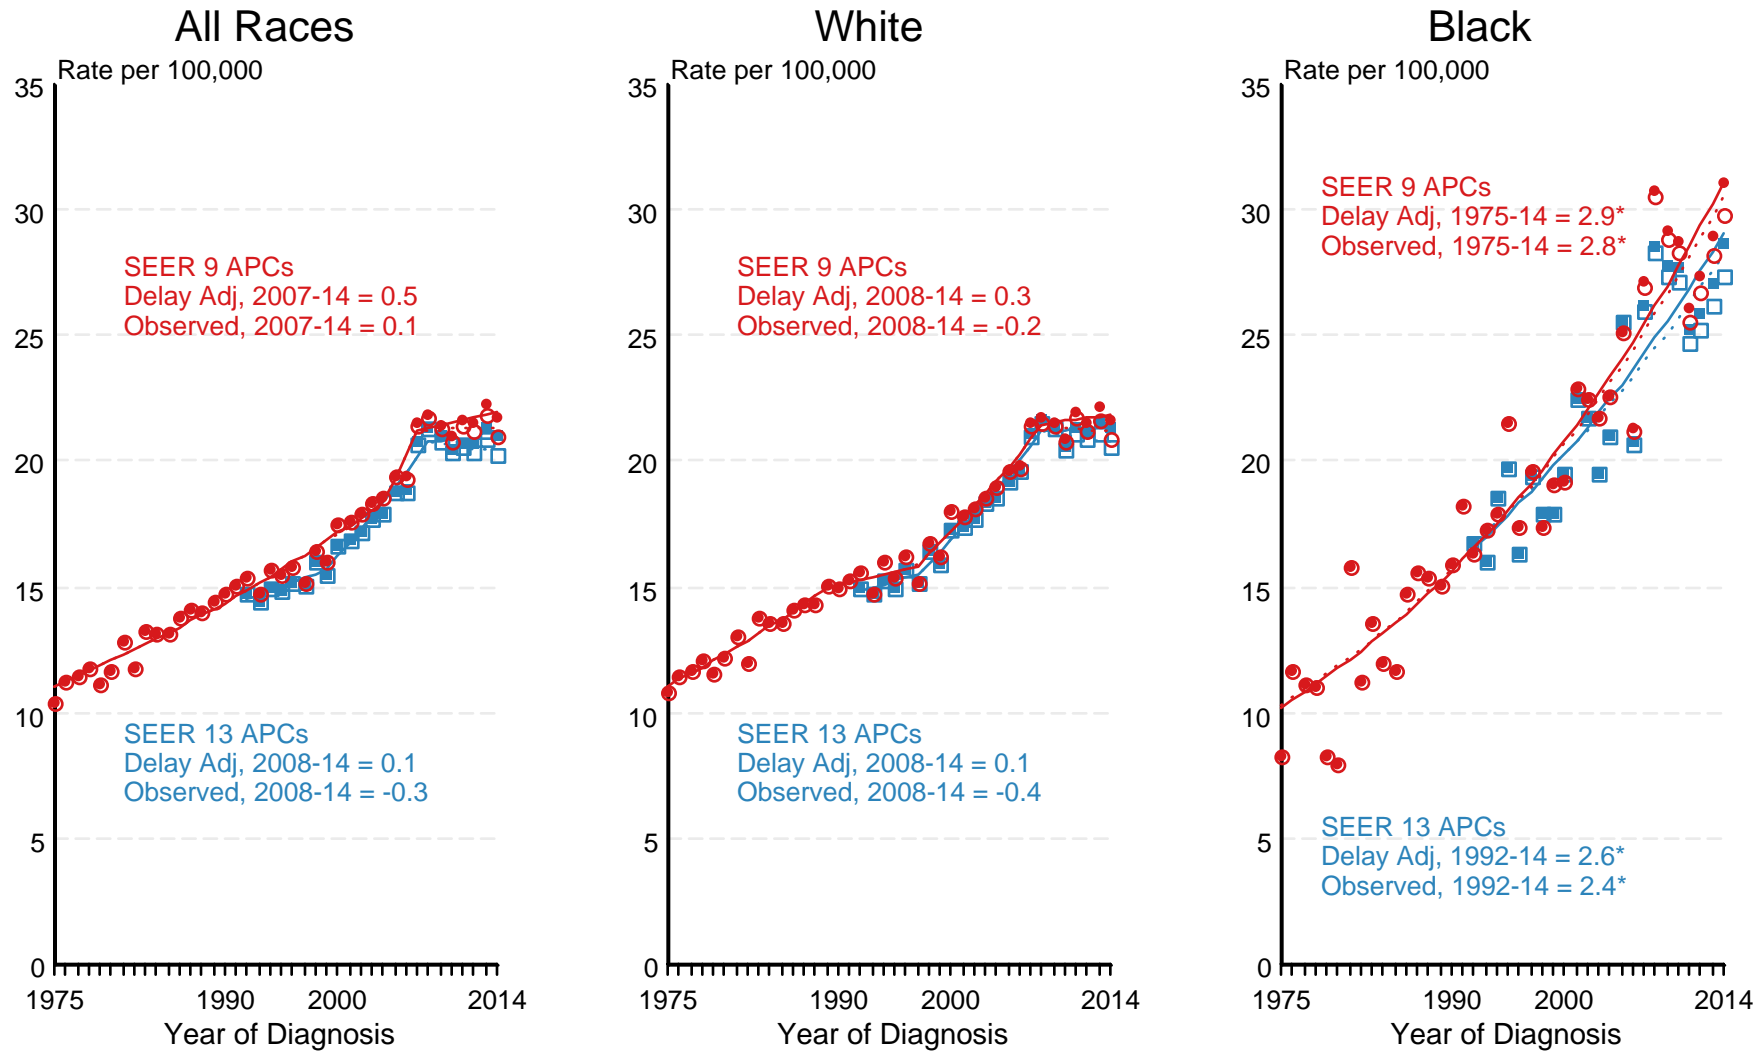 All Races
Rate per 100,000
35
30
25
20
15
10
5
0
SEER 9 APCs
Delay Adj, 2007-14 = 0.5
Observed, 2007-14 = 0.1
SEER 13 APCs
Delay Adj, 2008-14 = 0.1
Observed, 2008-14 = -0.3
1975 1990 2000 2014
Year of Diagnosis
White
Rate per 100,000
35
30
25
20
15
10
5
0
SEER 9 APCs
Delay Adj, 2008-14 = 0.3
Observed, 2008-14 = -0.2
SEER 13 APCs
Delay Adj, 2008-14 = 0.1
Observed, 2008-14 = -0.4
1975 1990 2000 2014
Year of Diagnosis
Black
Rate per 100,000
35
30
25
20
15
10
5
0
SEER 9 APCs
Delay Adj, 1975-14 = 2.9*
Observed, 1975-14 = 2.8*
SEER 13 APCs
Delay Adj, 1992-14 = 2.6*
Observed, 1992-14 = 2.4*
1975 1990 2000 2014
Year of Diagnosis